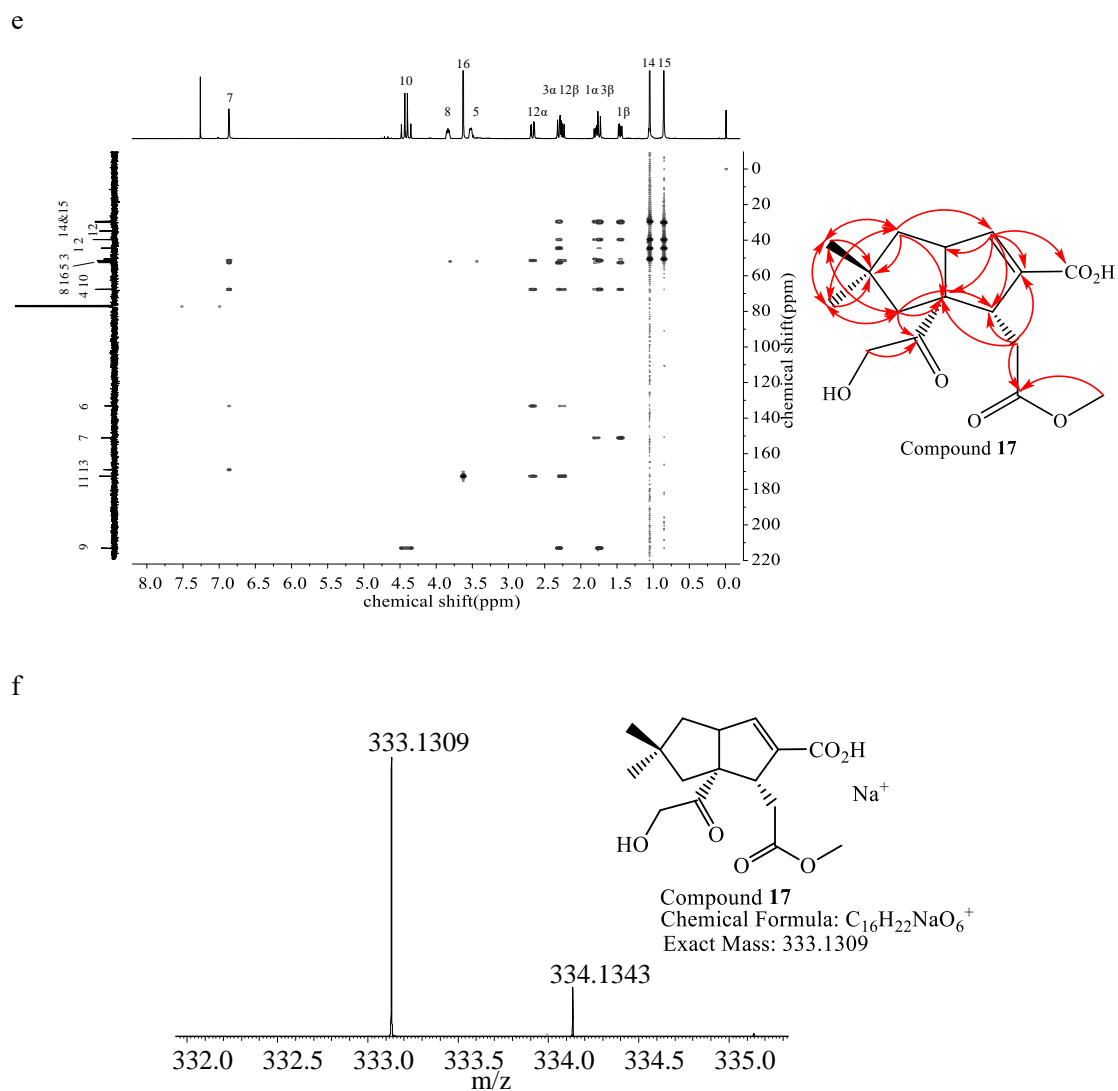 e
16
14 15
10
3α 12β 1α 3β
7
8
5
12α
1β
14&15
12
1 2
8 16 5 3
4 10
6
7
11 13
9
0
20
40
60
80
100
120
140
160
180
200
220
chemical shift(ppm)
8.0 7.5 7.0 6.5 6.0 5.5 5.0 4.5 4.0 3.5 3.0 2.5 2.0 1.5 1.0 0.5 0.0
chemical shift(ppm)
CO₂H
HO
O
O
O
Compound 17
f
333.1309
334.1343
332.0 332.5 333.0 333.5 334.0 334.5 335.0
m/z
CO₂H
Na⁺
HO
O
O
O
Compound 17
Chemical Formula: C₁₆H₂₂NaO₆⁺
Exact Mass: 333.1309